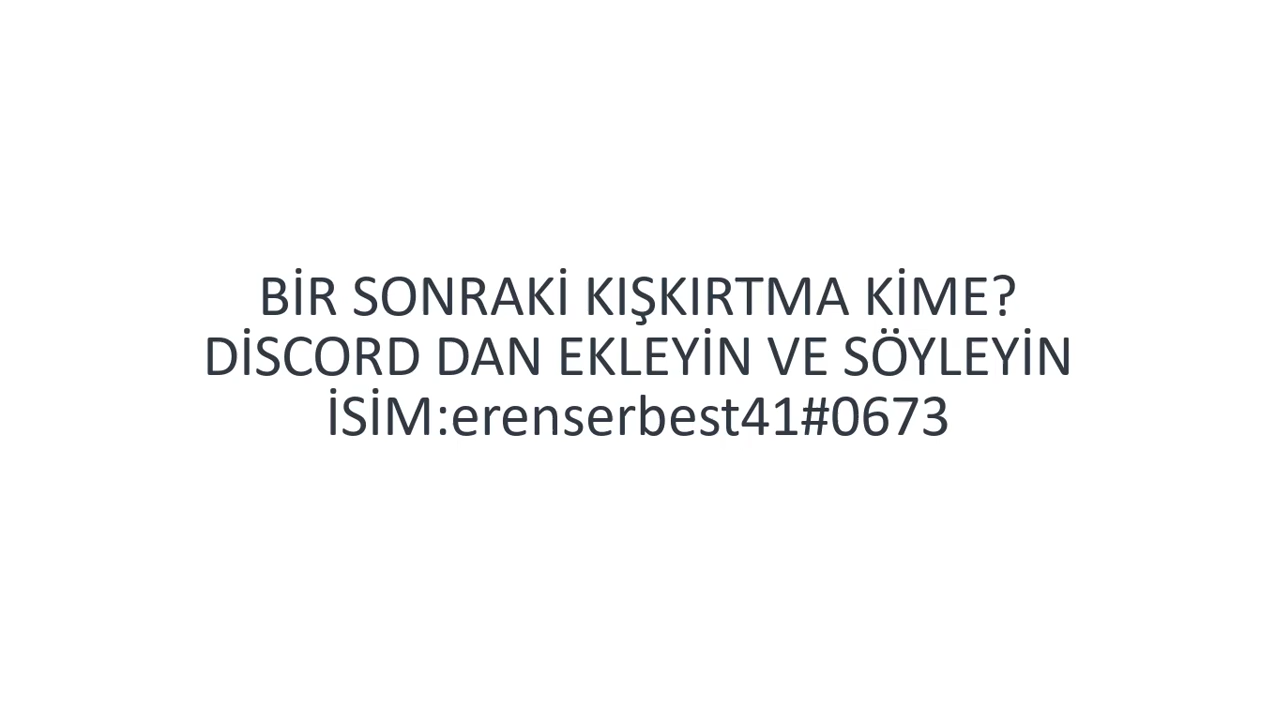 BİR SONRAKİ KIŞKIRTMA KİME?
DİSCORD DAN EKLEYİN VE SÖYLEYİN
İSİM:erenserbest41#0673